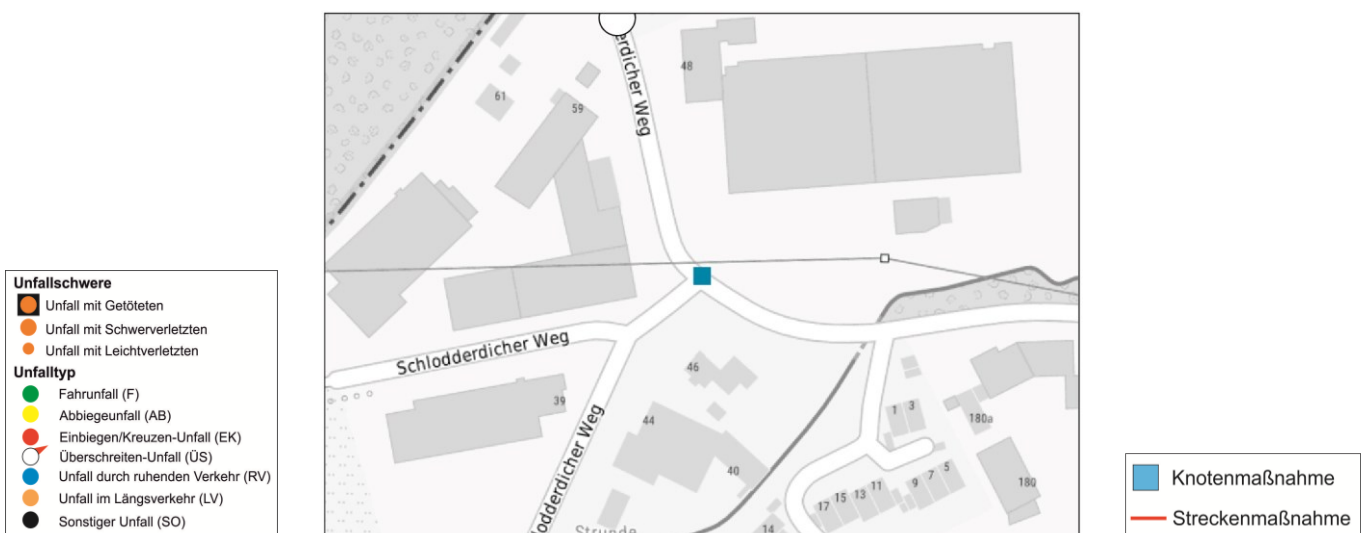 Unfallschwere
Unfall mit Getöteten
Unfall mit Schwerverletzten
Unfall mit Leichtverletzten
Unfalltyp
Fahrunfall (F)
Abbiegeunfall (AB)
Einbiegen/Kreuzen-Unfall (EK)
Überschreiten-Unfall (ÜS)
Unfall durch ruhenden Verkehr (RV)
Unfall im Längsverkehr (LV)
Sonstiger Unfall (SO)
erdicher Weg
48
61
59
Schlodderdicher Weg
39
46
44
40
lodderdicher Weg
Strunde
1
3
180a
180
5
7
9
11
13
15
17
14
Knotenmaßnahme
Streckenmaßnahme